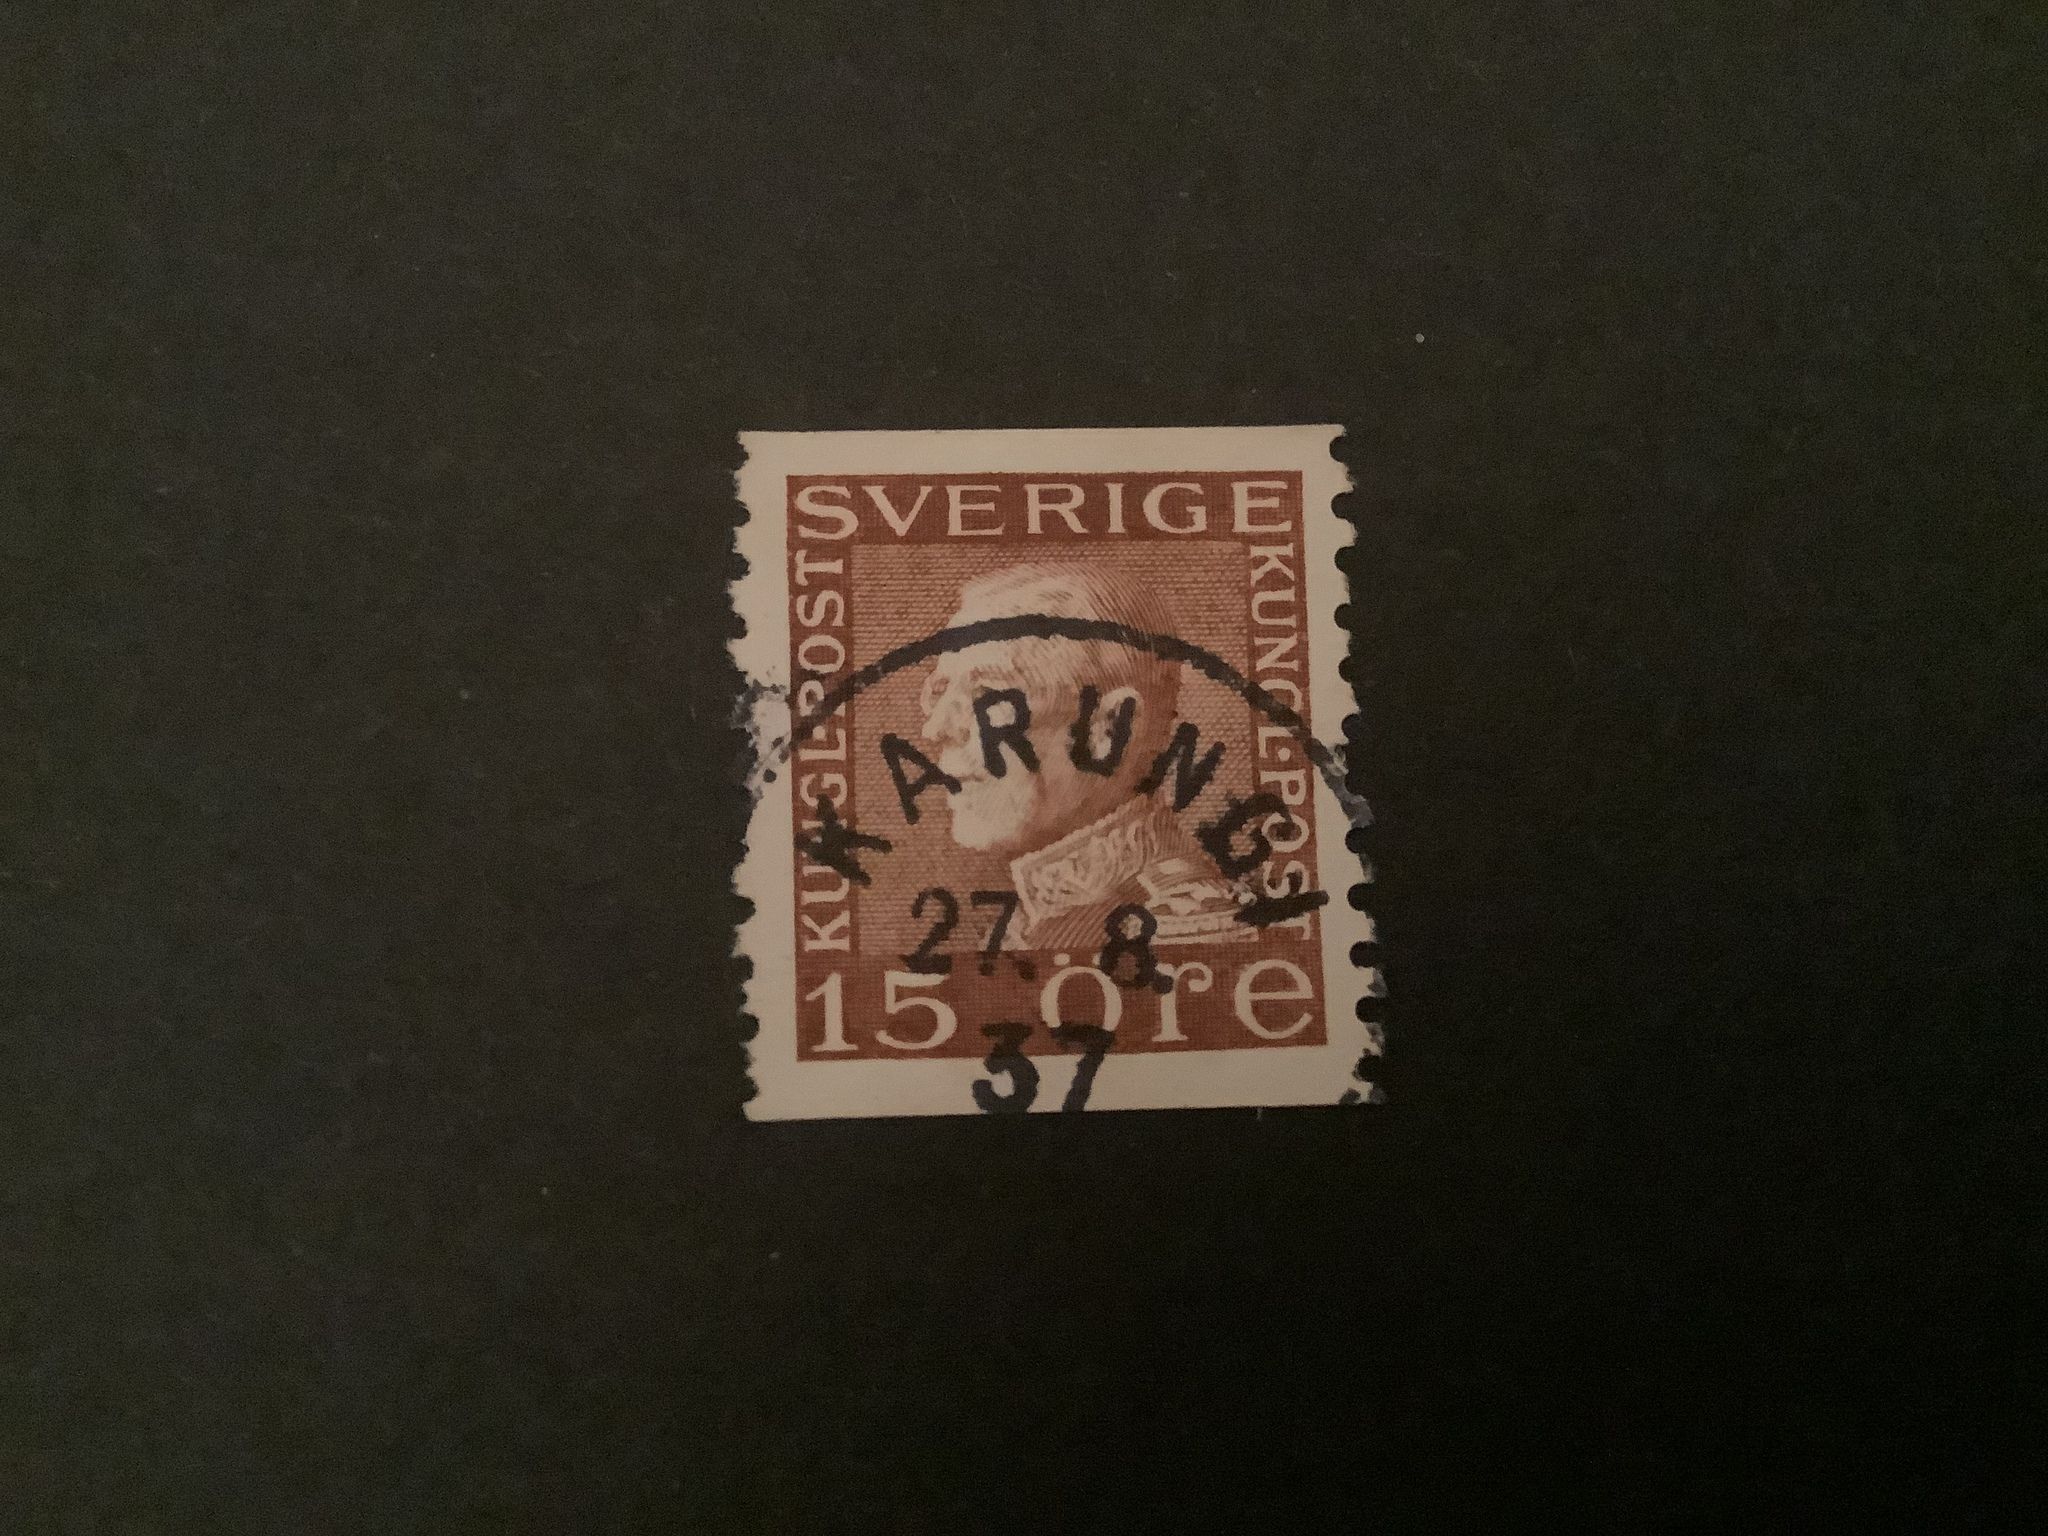 SVERIGE
KUNGL·POST
KUNGL·POST
KARUNGI
27. 8.
15 öre
37